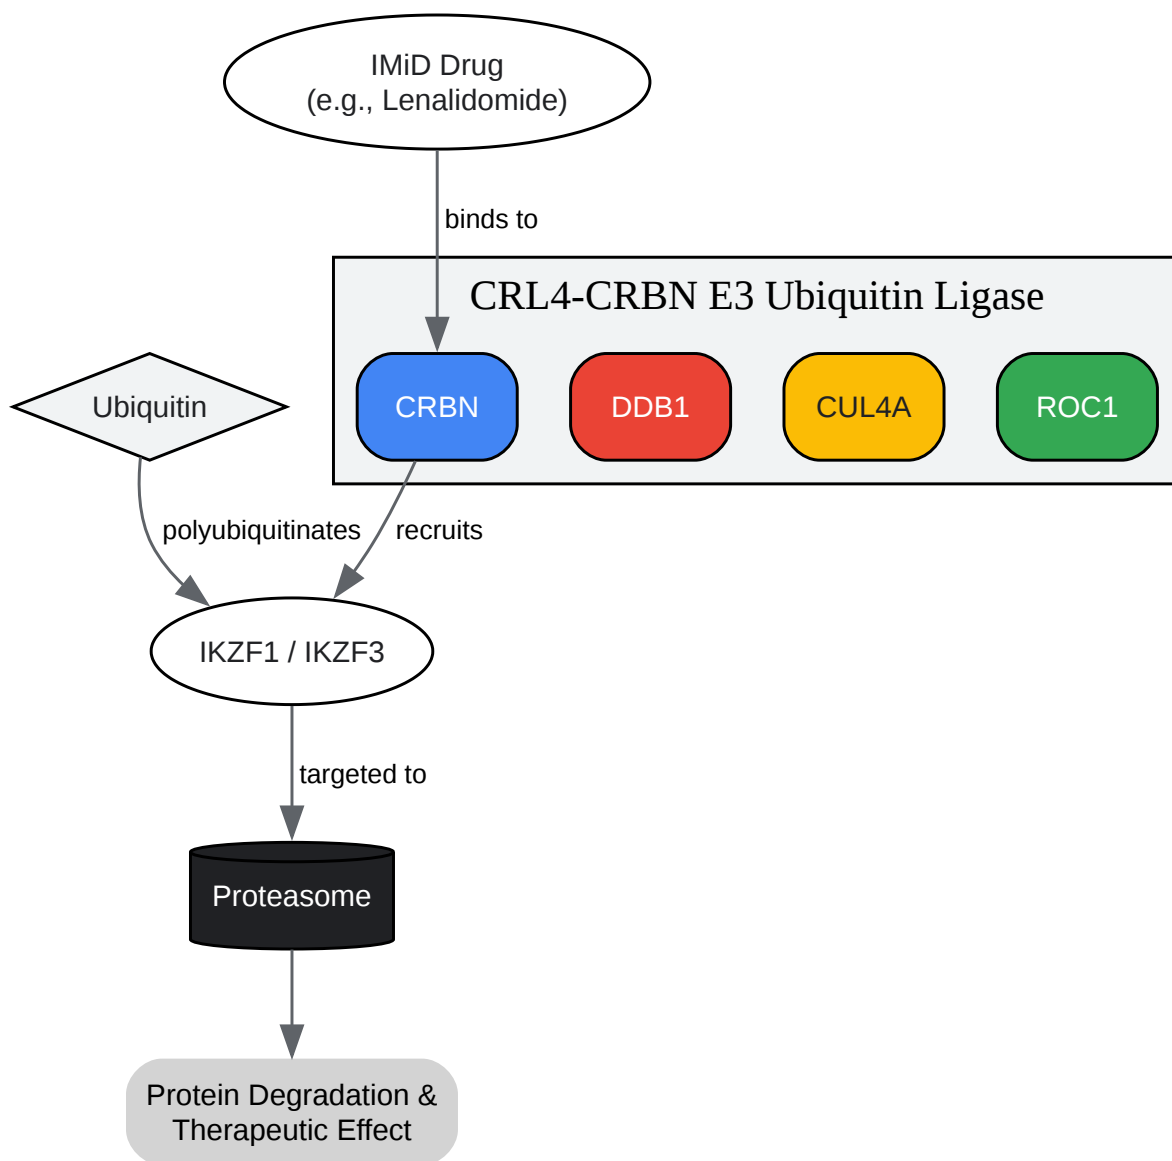 IMiD Drug
(e.g., Lenalidomide)
binds to
CRL4-CRBN E3 Ubiquitin Ligase
Ubiquitin
CRBN
DDB1
CUL4A
ROC1
polyubiquitinates
recruits
IKZF1 / IKZF3
targeted to
Proteasome
Protein Degradation &
Therapeutic Effect